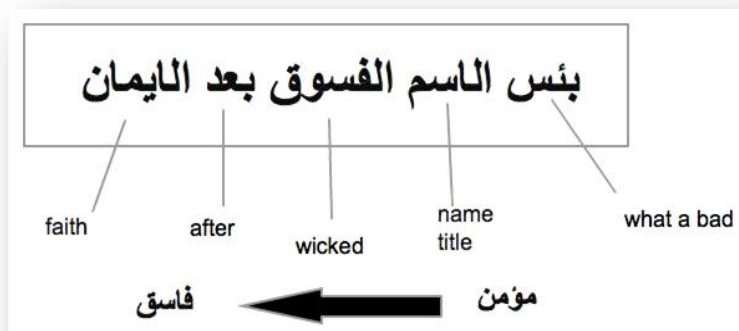 بئس الاسم الفسوق بعد الايمان
what a bad
name
title
wicked
after
faith
مؤمن
فاسق